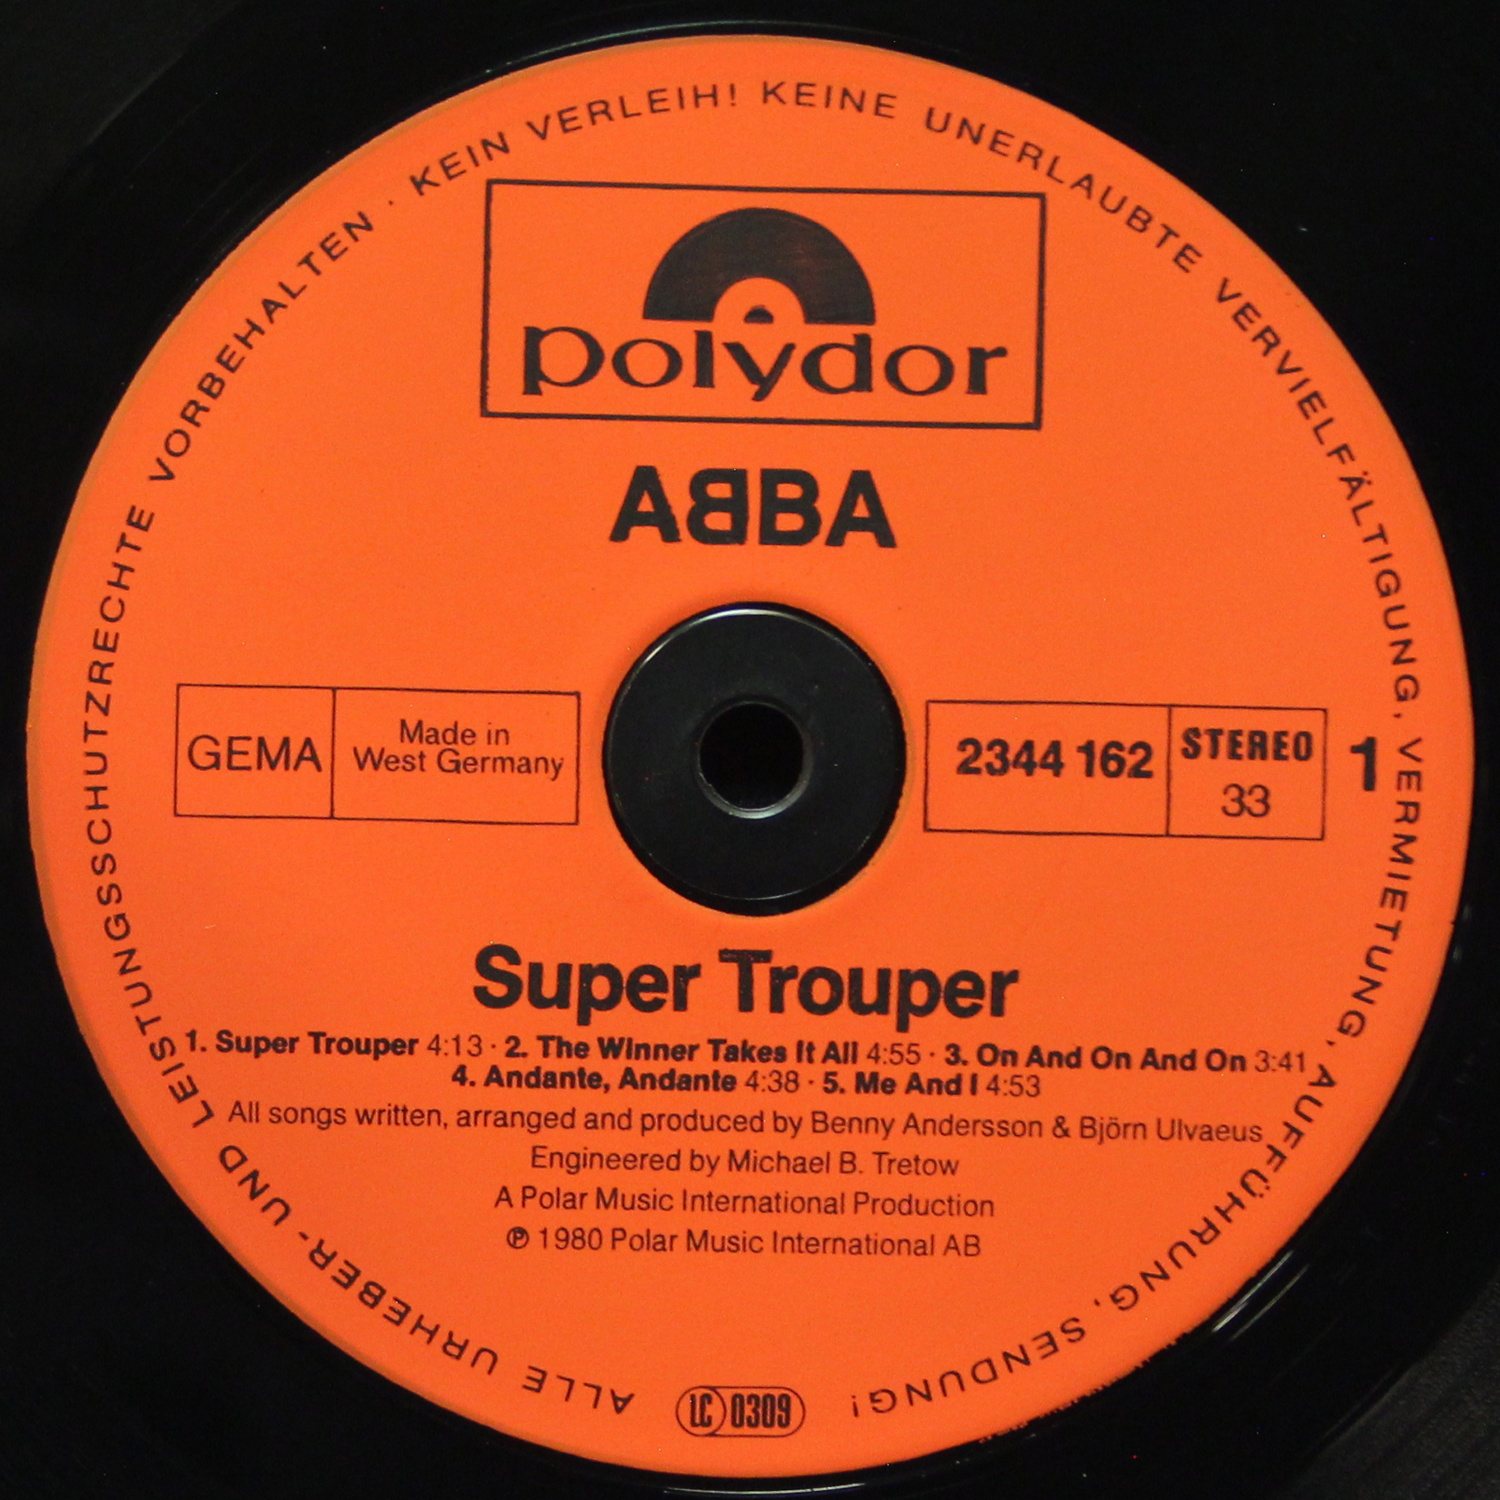 ALLE URHEBER- UND LEISTUNGSSCHUTZRECHTE VORBEHALTEN · KEIN VERLEIH! KEINE UNERLAUBTE VERVIELFÄLTIGUNG, VERMIETUNG, AUFFÜHRUNG, SENDUNG!
polydor
ABBA
GEMA
Made in
West Germany
2344 162
STEREO
33
1
Super Trouper
1. Super Trouper 4:13 · 2. The Winner Takes It All 4:55 · 3. On And On And On 3:41
4. Andante, Andante 4:38 · 5. Me And I 4:53
All songs written, arranged and produced by Benny Andersson & Björn Ulvaeus
Engineered by Michael B. Tretow
A Polar Music International Production
℗ 1980 Polar Music International AB
LC 0309